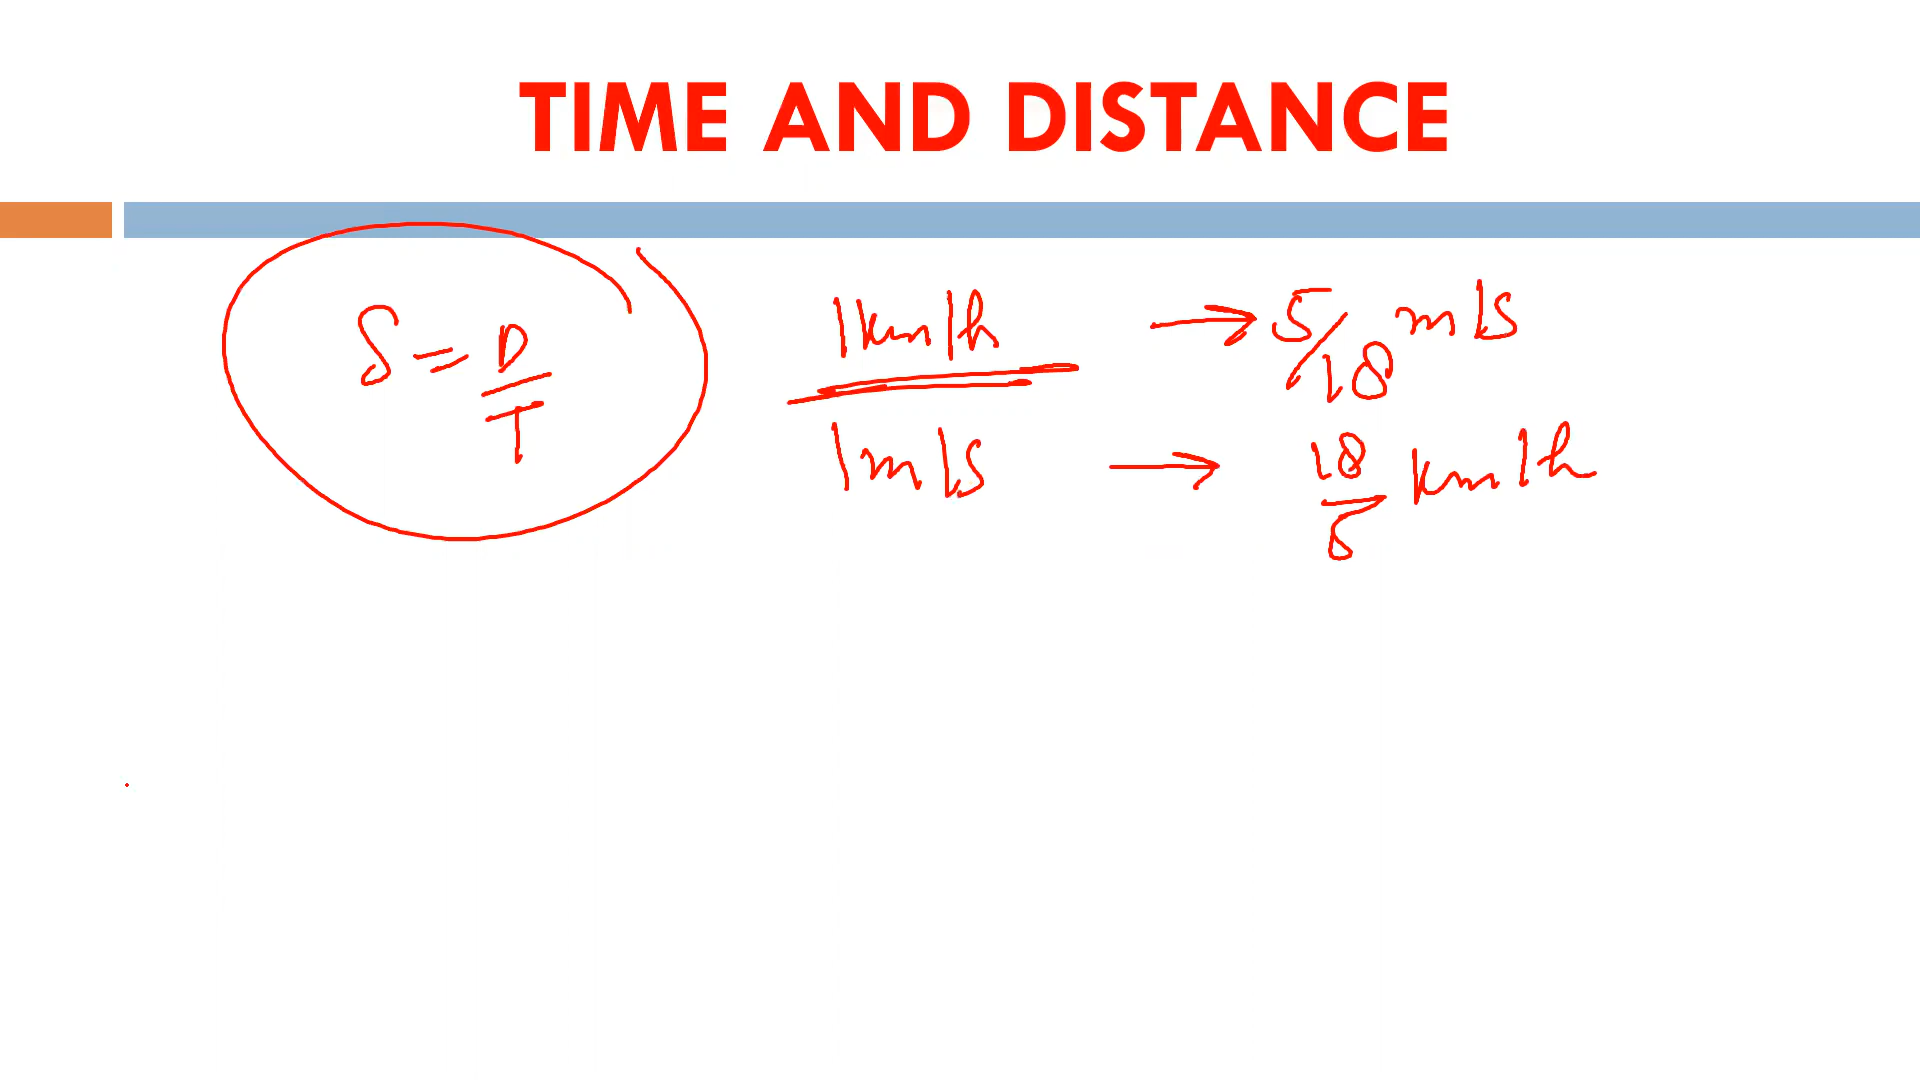 TIME AND DISTANCE
S = D/T
1km/h → 5/18 m/s
1m/s → 18/5 km/h